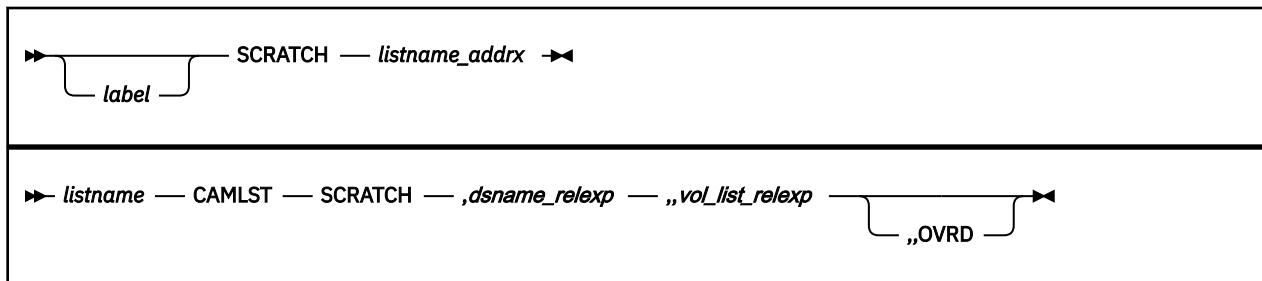 SCRATCH listname_addrx
label
listname CAMLST SCRATCH ,dsname_relexp ,,vol_list_relexp
,,OVRD